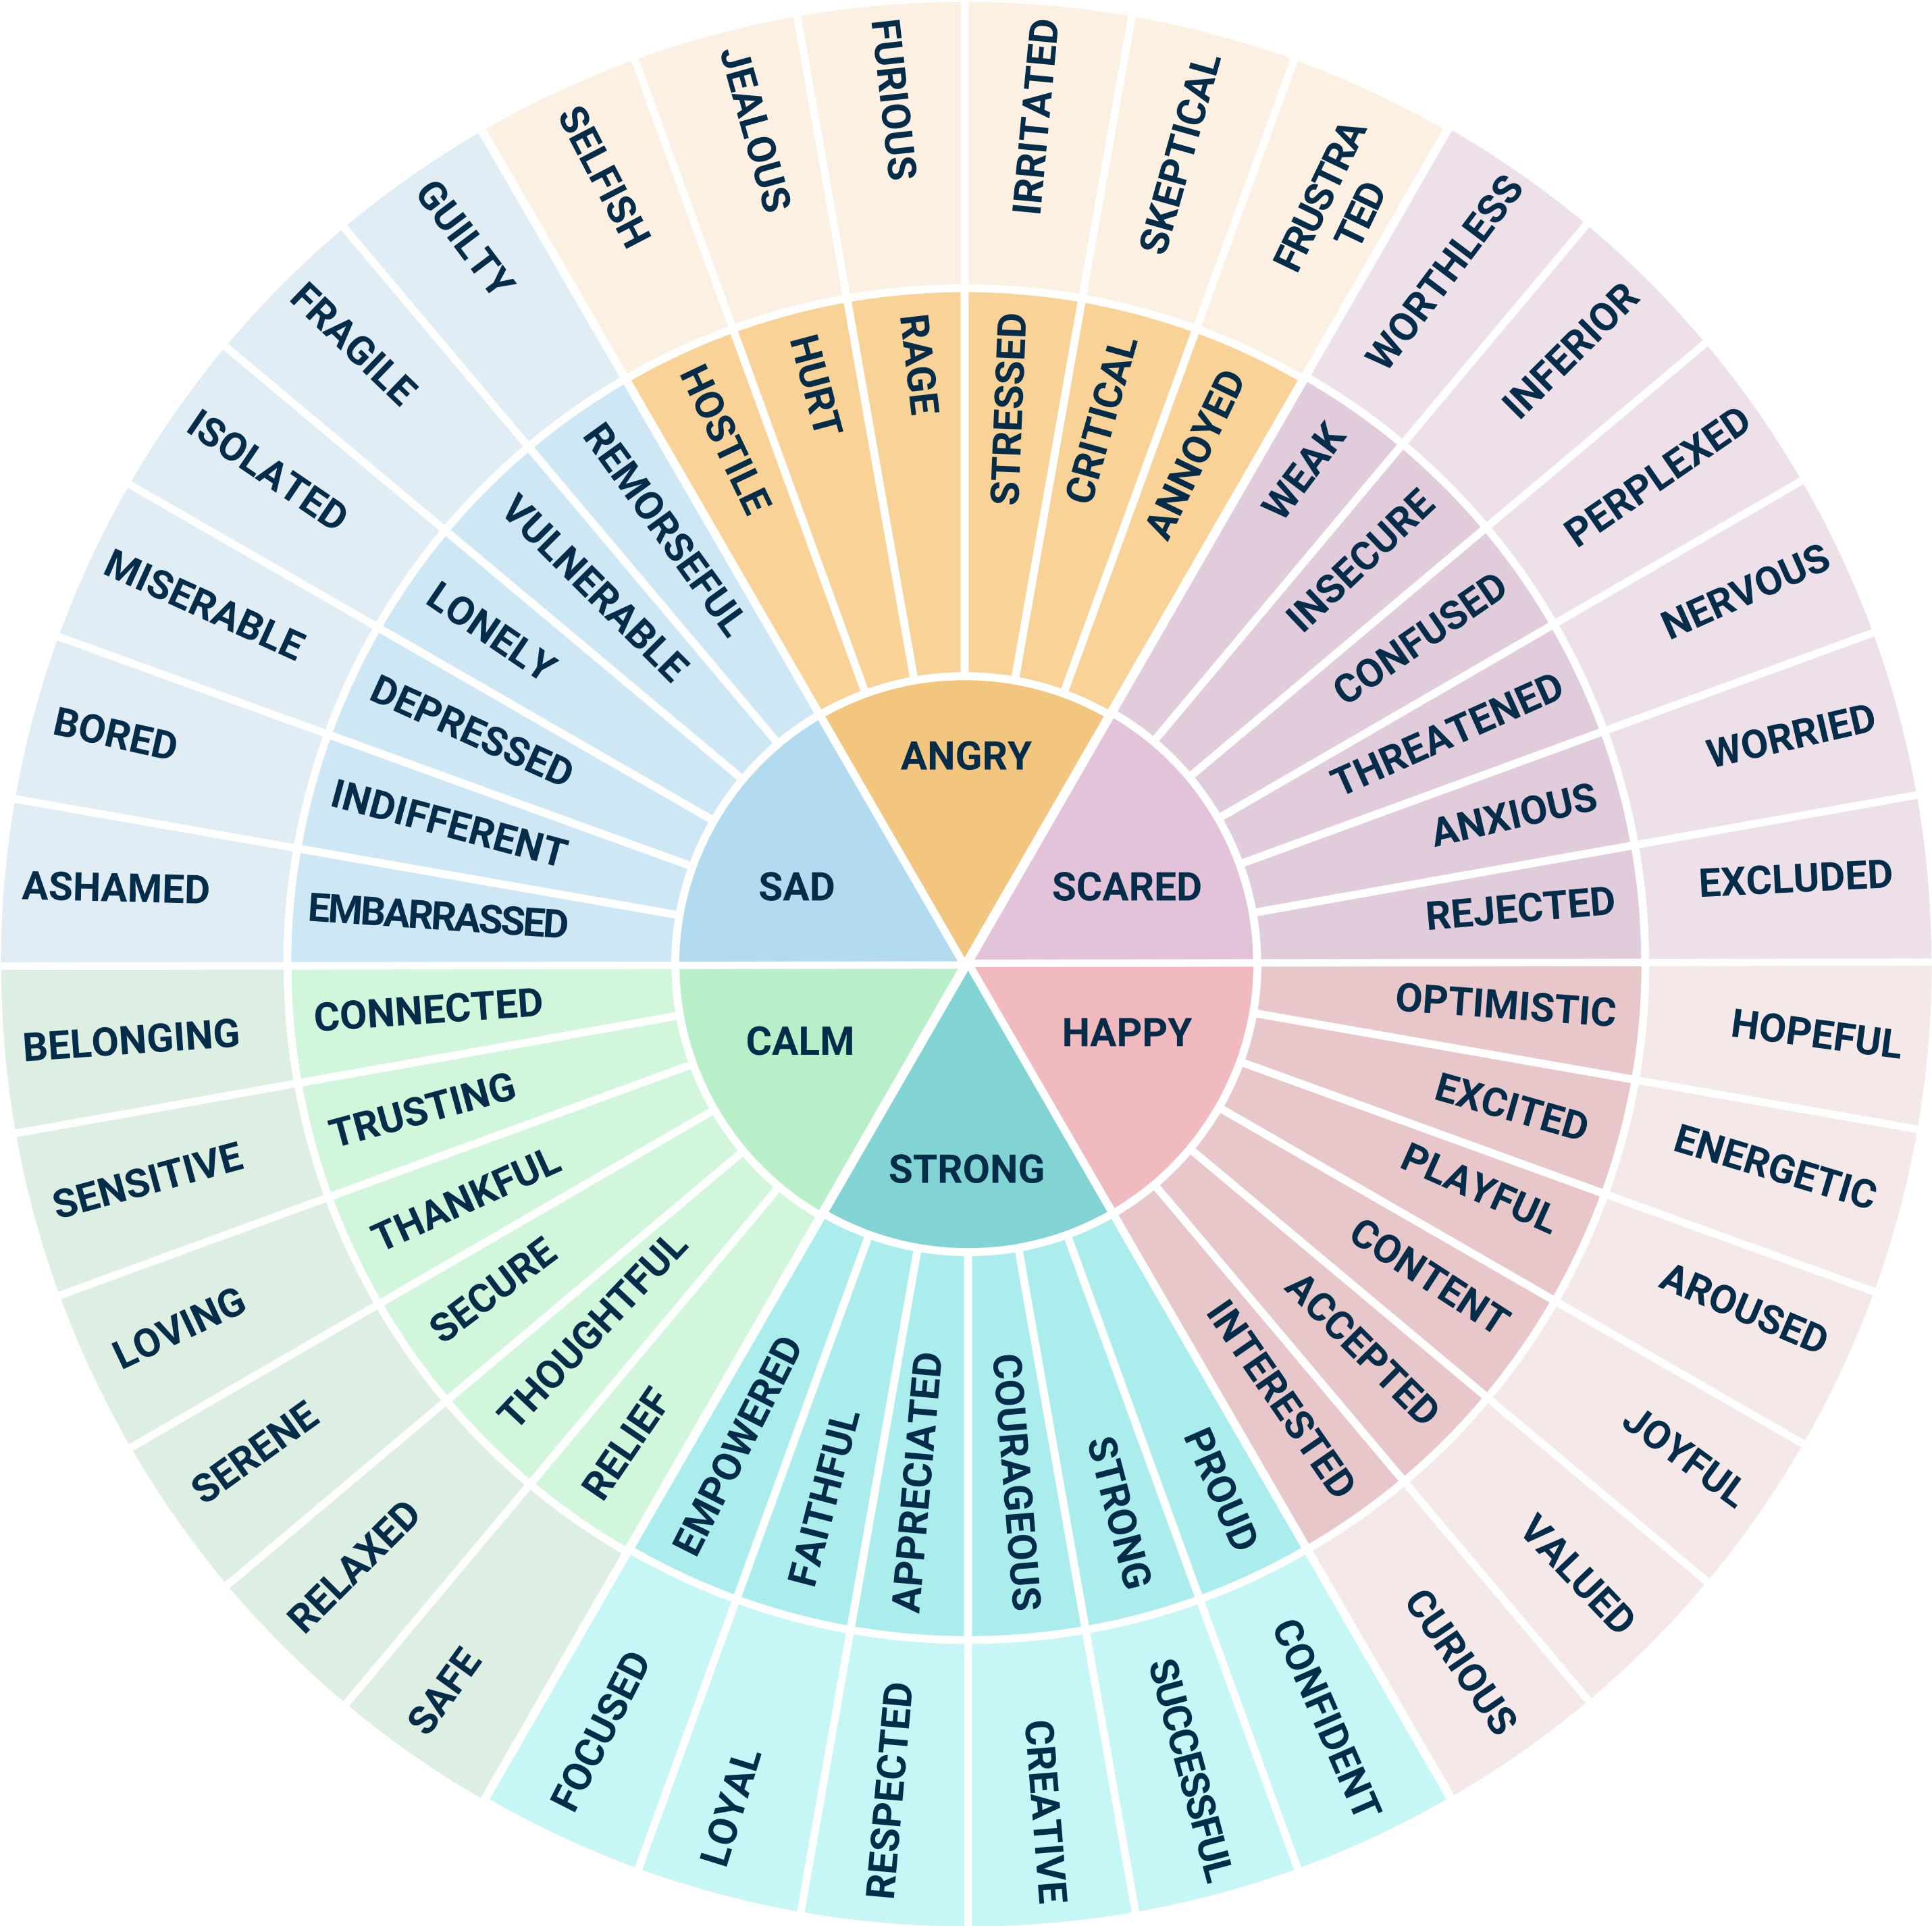 ANGRY
SCARED
HAPPY
STRONG
CALM
SAD
HOSTILE
HURT
RAGE
STRESSED
CRITICAL
ANNOYED
WEAK
INSECURE
CONFUSED
THREATENED
ANXIOUS
REJECTED
OPTIMISTIC
EXCITED
PLAYFUL
CONTENT
ACCEPTED
INTERESTED
PROUD
STRONG
COURAGEOUS
APPRECIATED
FAITHFUL
EMPOWERED
RELIEF
THOUGHTFUL
SECURE
THANKFUL
TRUSTING
CONNECTED
EMBARRASSED
INDIFFERENT
DEPRESSED
LONELY
VULNERABLE
REMORSEFUL
SELFISH
JEALOUS
FURIOUS
IRRITATED
SKEPTICAL
FRUSTRA
TED
WORTHLESS
INFERIOR
PERPLEXED
NERVOUS
WORRIED
EXCLUDED
HOPEFUL
ENERGETIC
AROUSED
JOYFUL
VALUED
CURIOUS
CONFIDENT
SUCCESSFUL
CREATIVE
RESPECTED
LOYAL
FOCUSED
SAFE
RELAXED
SERENE
LOVING
SENSITIVE
BELONGING
ASHAMED
BORED
MISERABLE
ISOLATED
FRAGILE
GUILTY